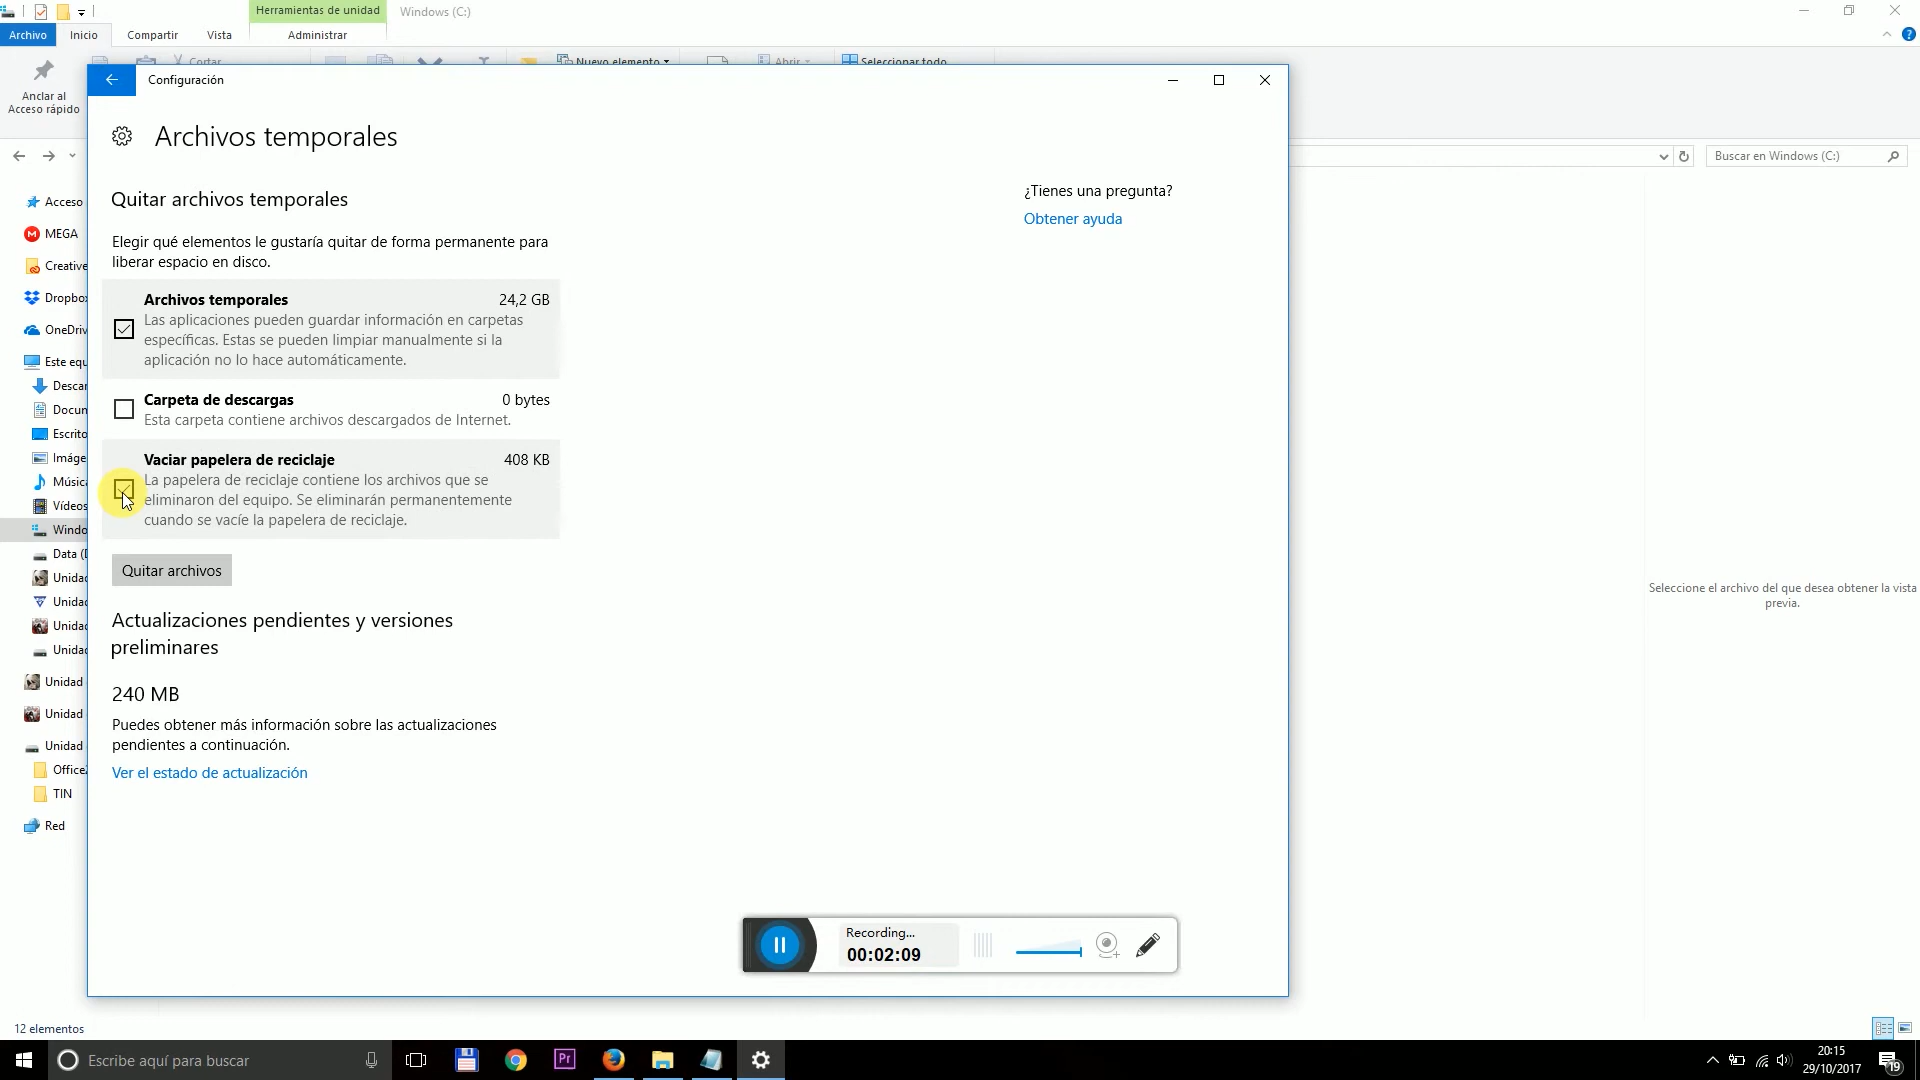 Herramientas de unidad
Windows (C:)
Archivo
Inicio
Compartir
Vista
Administrar
Cortar
Nuevo elemento
Abrir
Seleccionar todo
Anclar al
Acceso rápido
Configuración
Buscar en Windows (C:)
Archivos temporales
Quitar archivos temporales
¿Tienes una pregunta?
Obtener ayuda
Elegir qué elementos le gustaría quitar de forma permanente para
liberar espacio en disco.
Archivos temporales 24,2 GB
Las aplicaciones pueden guardar información en carpetas
específicas. Estas se pueden limpiar manualmente si la
aplicación no lo hace automáticamente.
Carpeta de descargas 0 bytes
Esta carpeta contiene archivos descargados de Internet.
Vaciar papelera de reciclaje 408 KB
La papelera de reciclaje contiene los archivos que se
eliminaron del equipo. Se eliminarán permanentemente
cuando se vacíe la papelera de reciclaje.
Quitar archivos
Actualizaciones pendientes y versiones
preliminares
240 MB
Puedes obtener más información sobre las actualizaciones
pendientes a continuación.
Ver el estado de actualización
Acceso
MEGA
Creative
Dropbo
OneDriv
Este equ
Descar
Docum
Escrito
Imáge
Música
Vídeos
Windo
Data (
Unidad
Unidad
Unidad
Unidad
Unidad
Unidad
Unidad
Office
TIN
Red
Seleccione el archivo del que desea obtener la vista
previa.
Recording...
00:02:09
12 elementos
Escribe aquí para buscar
Pr
20:15
29/10/2017
19